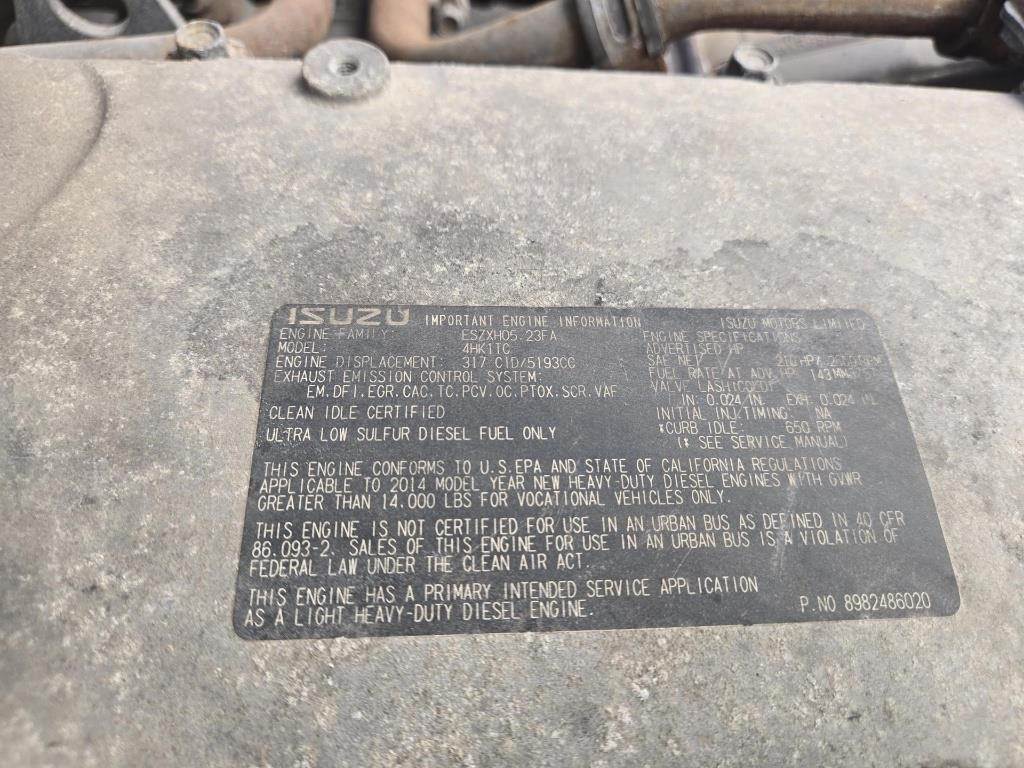 ISUZU IMPORTANT ENGINE INFORMATION ISUZU MOTORS LIMITED
ENGINE FAMILY: ESZXH05.23FA
MODEL: 4HK1TC
ENGINE DISPLACEMENT: 317 CID/5193CC
EXHAUST EMISSION CONTROL SYSTEM:
EM.DFI.EGR.CAC.TC.PCV.OC.PTOX.SCR.VAF
CLEAN IDLE CERTIFIED
ULTRA LOW SULFUR DIESEL FUEL ONLY
ENGINE SPECIFICATIONS
ADVERTISED HP
SAE NET
FUEL RATE AT ADV. HP:
VALVE LASH(COLD)
IN: 0.024 IN. EXH: 0.024 IN.
INITIAL INJ/TIMING: NA
*CURB IDLE: 650 RPM
(* SEE SERVICE MANUAL)
THIS ENGINE CONFORMS TO U.S.EPA AND STATE OF CALIFORNIA REGULATIONS
APPLICABLE TO 2014 MODEL YEAR NEW HEAVY-DUTY DIESEL ENGINES WITH GVWR
GREATER THAN 14.000 LBS FOR VOCATIONAL VEHICLES ONLY.
THIS ENGINE IS NOT CERTIFIED FOR USE IN AN URBAN BUS AS DEFINED IN 40 CFR
86.093-2. SALES OF THIS ENGINE FOR USE IN AN URBAN BUS IS A VIOLATION OF
FEDERAL LAW UNDER THE CLEAN AIR ACT.
THIS ENGINE HAS A PRIMARY INTENDED SERVICE APPLICATION
AS A LIGHT HEAVY-DUTY DIESEL ENGINE.
P.NO 8982486020